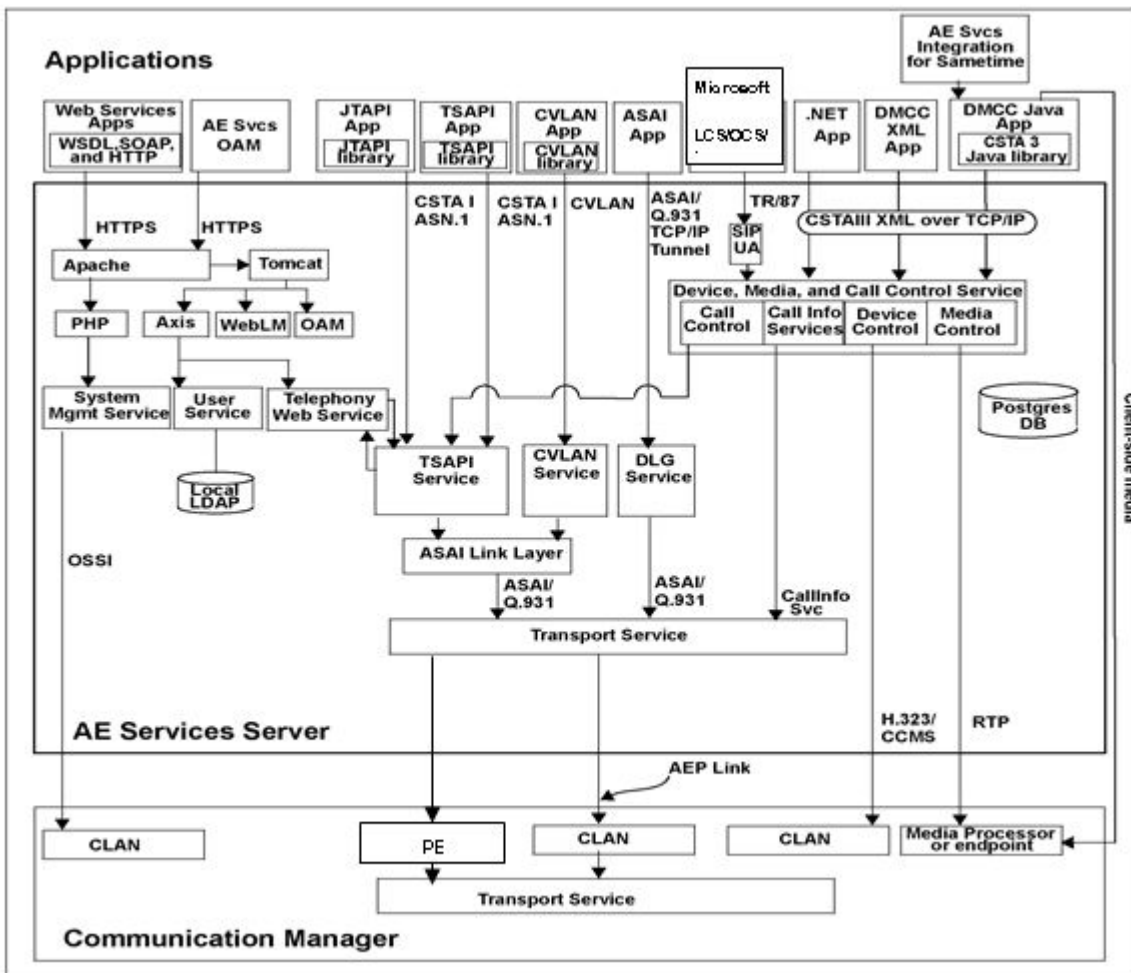 AE Svcs
Integration
for Sametime
Applications
Web Services
Apps
WSDL,SOAP,
and HTTP
AE Svcs
OAM
JTAPI
App
JTAPI
library
TSAPI
App
TSAPI
library
CVLAN
App
CVLAN
library
ASAI
App
Microsoft
LCS/OCS/
.
.NET
App
DMCC
XML
App
DMCC Java
App
CSTA 3
Java library
HTTPS
HTTPS
CSTA I
ASN.1
CSTA I
ASN.1
CVLAN
ASAI/
Q.931
TCP/IP
Tunnel
TR/87
CSTAIII XML over TCP/IP
SIP
UA
Apache
Tomcat
Device, Media, and Call Control Service
Call
Control
Call Info
Services
Device
Control
Media
Control
PHP
Axis
WebLM
OAM
System
Mgmt Service
User
Service
Telephony
Web Service
Postgres
DB
Client-side media
TSAPI
Service
CVLAN
Service
DLG
Service
Local
LDAP
OSSI
ASAI Link Layer
ASAI/
Q.931
ASAI/
Q.931
CallInfo
Svc
Transport Service
AE Services Server
H.323/
CCMS
RTP
AEP Link
CLAN
PE
CLAN
CLAN
Media Processor
or endpoint
Transport Service
Communication Manager